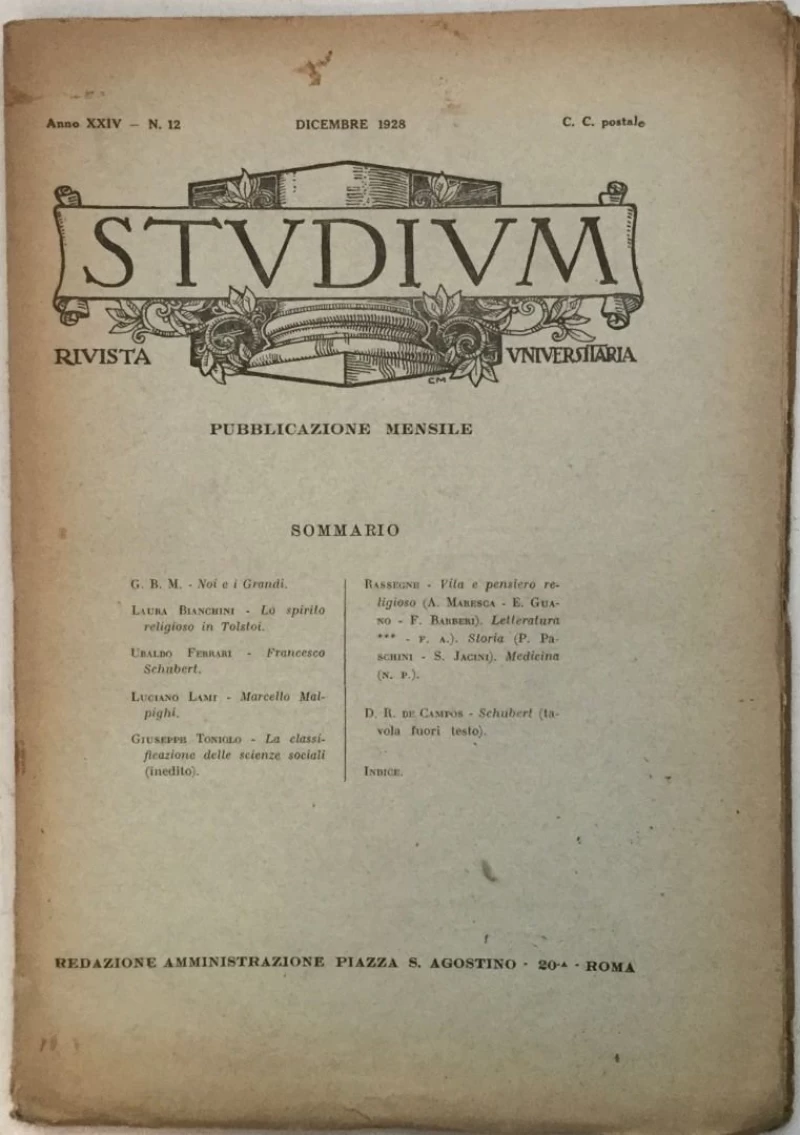 Anno XXIV — N. 12 DICEMBRE 1928 C. C. postale
STVDIVM
RIVISTA VNIVERSITARIA
CM
PUBBLICAZIONE MENSILE
SOMMARIO
G. B. M. - Noi e i Grandi.
Laura Bianchini - Lo spirito
religioso in Tolstoi.
Ubaldo Ferrari - Francesco
Schubert.
Luciano Lami - Marcello Mal-
pighi.
Giuseppe Toniolo - La classi-
ficazione delle scienze sociali
(inedito).
Rassegne - Vita e pensiero re-
ligioso (A. Maresca - E. Gua-
no - F. Barberi). Letteratura
*** - F. A.). Storia (P. Pa-
schini - S. Jacini). Medicina
(N. P.).
D. R. de Campos - Schubert (ta-
vola fuori testo).
Indice.
REDAZIONE AMMINISTRAZIONE PIAZZA S. AGOSTINO - 20-A - ROMA